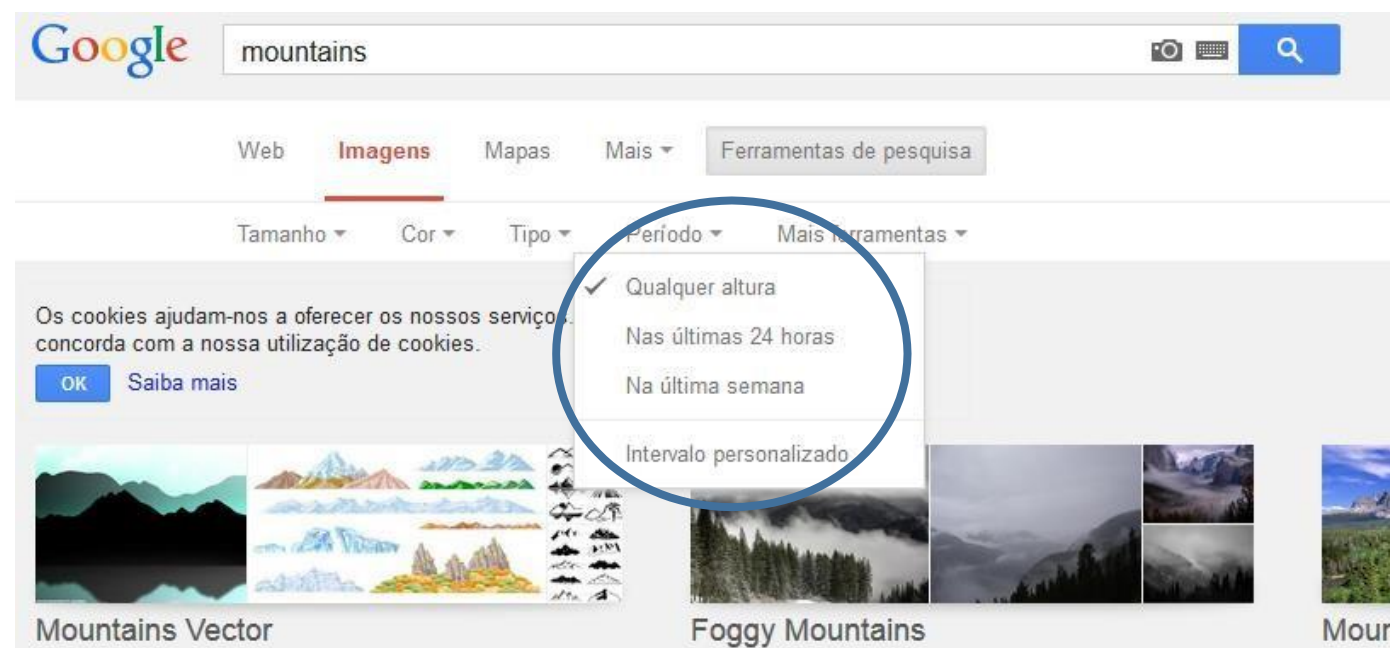 Google mountains
Web Imagens Mapas Mais Ferramentas de pesquisa
Tamanho Cor Tipo Período Mais ferramentas
Qualquer altura
Nas últimas 24 horas
Na última semana
Intervalo personalizado
Os cookies ajudam-nos a oferecer os nossos serviços.
concorda com a nossa utilização de cookies.
OK Saiba mais
Mountains Vector Foggy Mountains